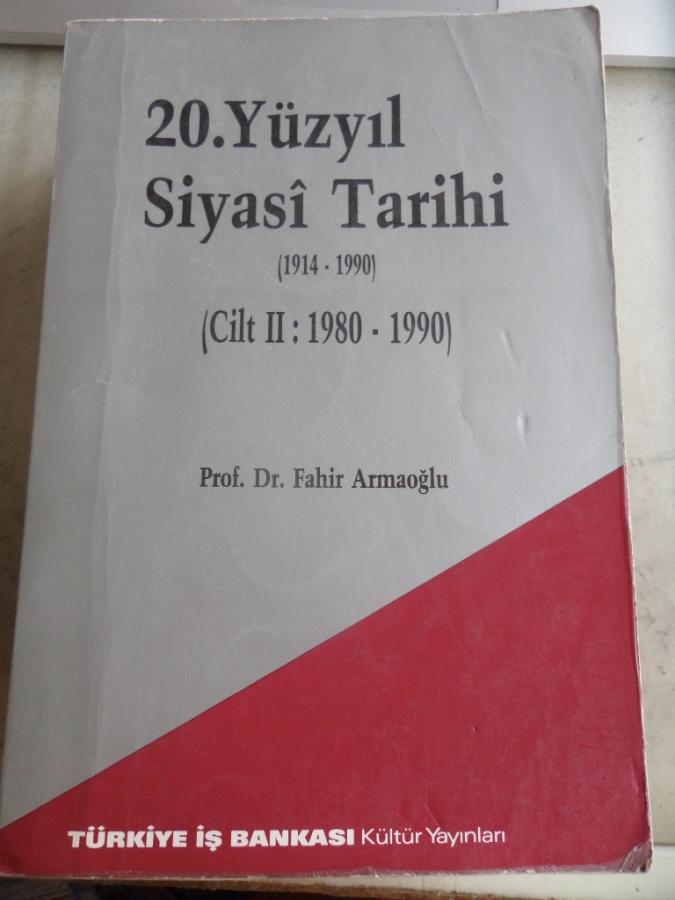 20.Yüzyıl
Siyasî Tarihi
(1914 - 1990)
(Cilt II : 1980 - 1990)
Prof. Dr. Fahir Armaoğlu
TÜRKİYE İŞ BANKASI Kültür Yayınları